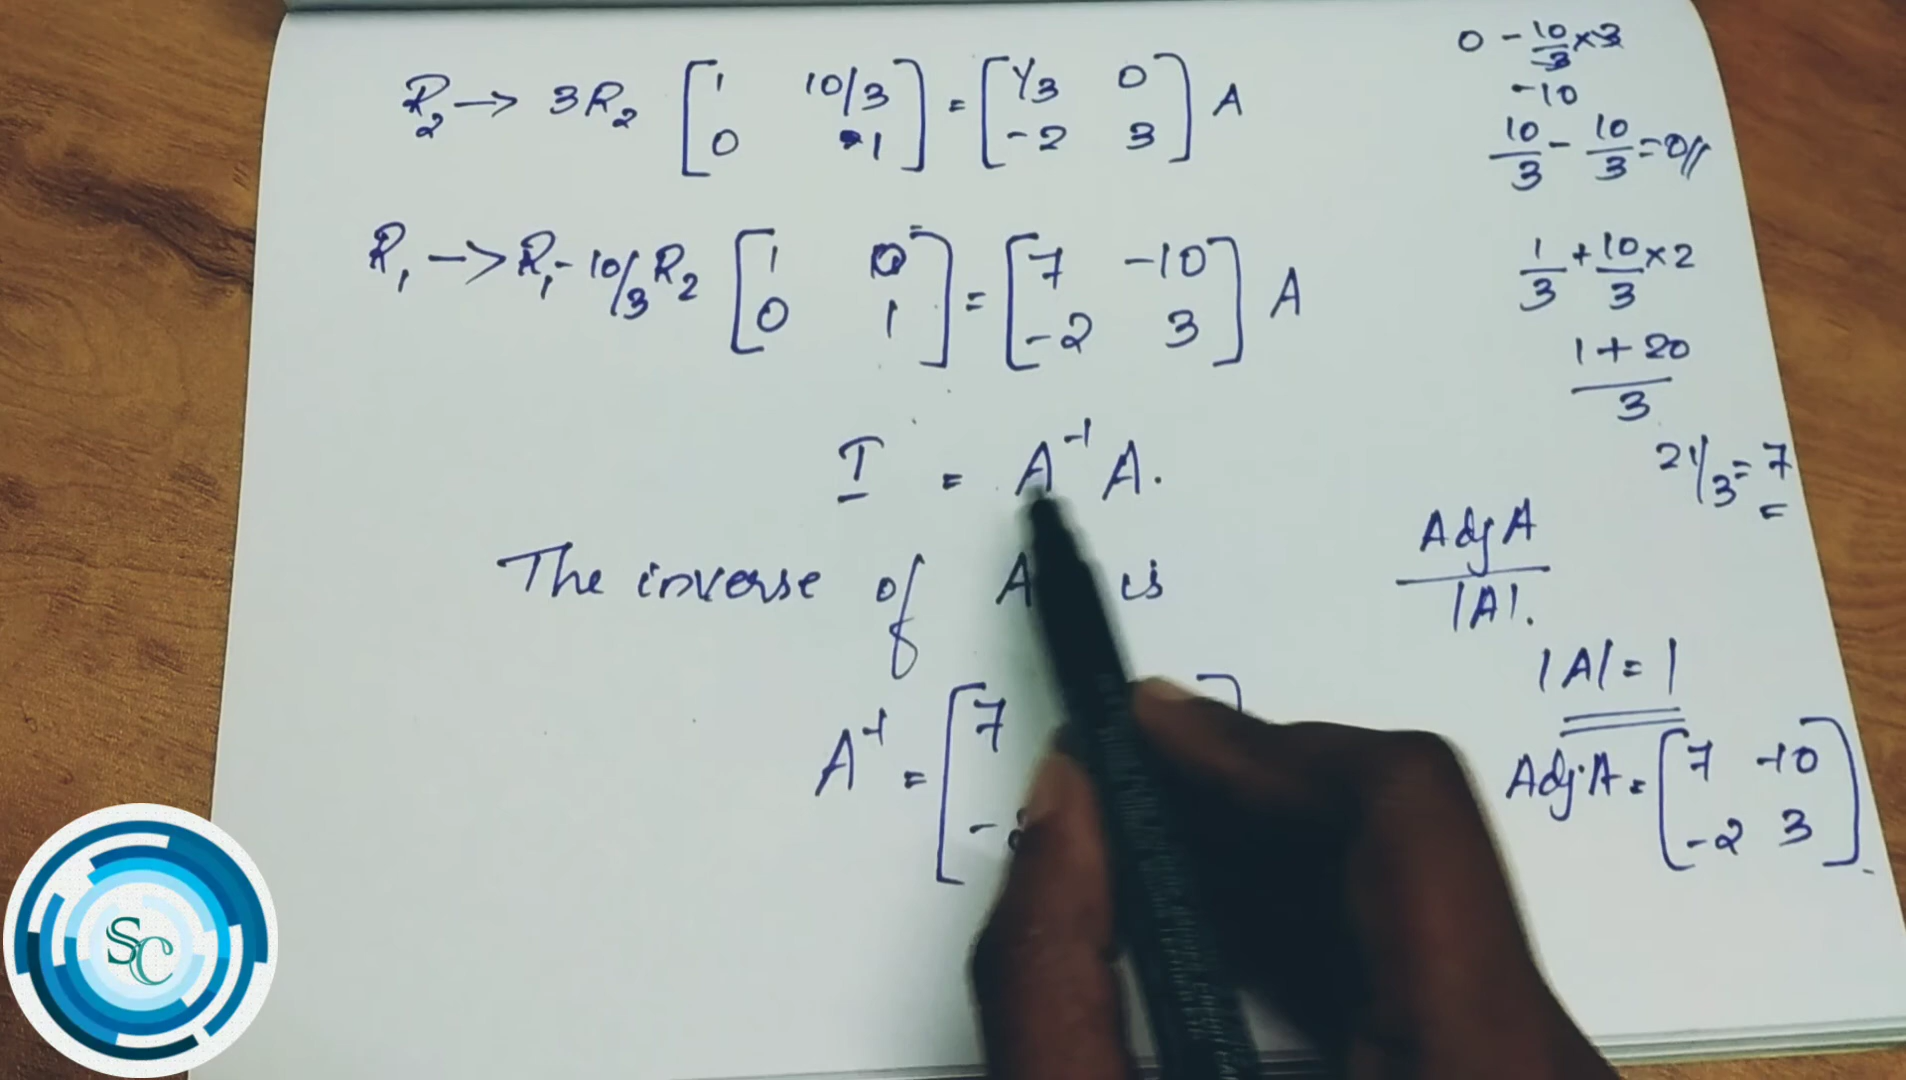 R₂ → 3R₂ [1 10/3] = [1/3 0] A
[0 1] [-2 3]
R₁ → R₁ - 10/3 R₂ [1 0] = [7 -10] A
[0 1] [-2 3]
I = A⁻¹ A.
The inverse of A is
A⁻¹ = [7
-2
0 - 10/3 × 3
-10
10/3 - 10/3 = 0//
1/3 + 10/3 × 2
1 + 20
3
21/3 = 7
Adj A
|A|.
|A| = 1
Adj·A = [7 -10]
[-2 3].
SC